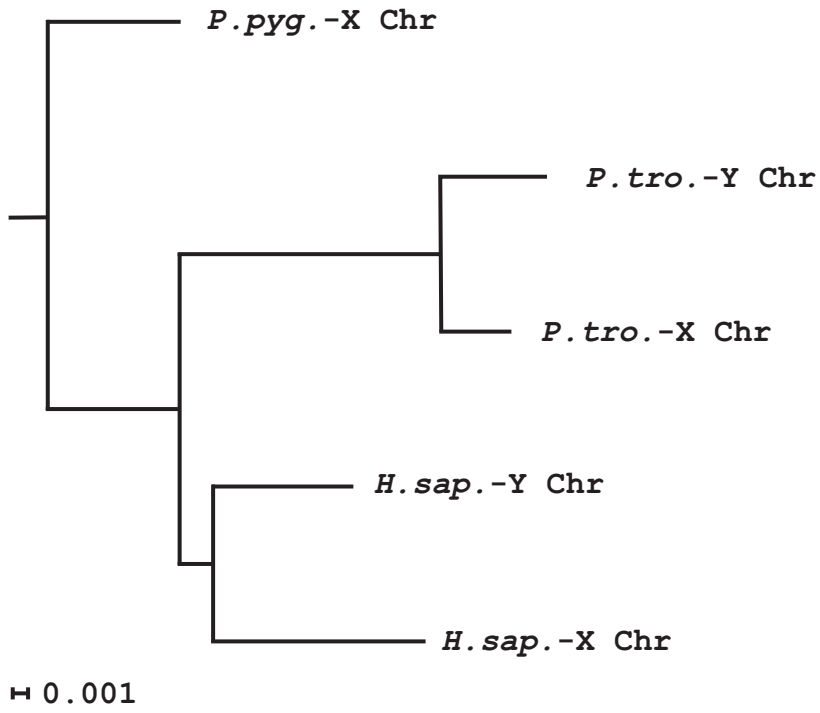 P.pyg.-X Chr
P.tro.-Y Chr
P.tro.-X Chr
H.sap.-Y Chr
H.sap.-X Chr
0.001